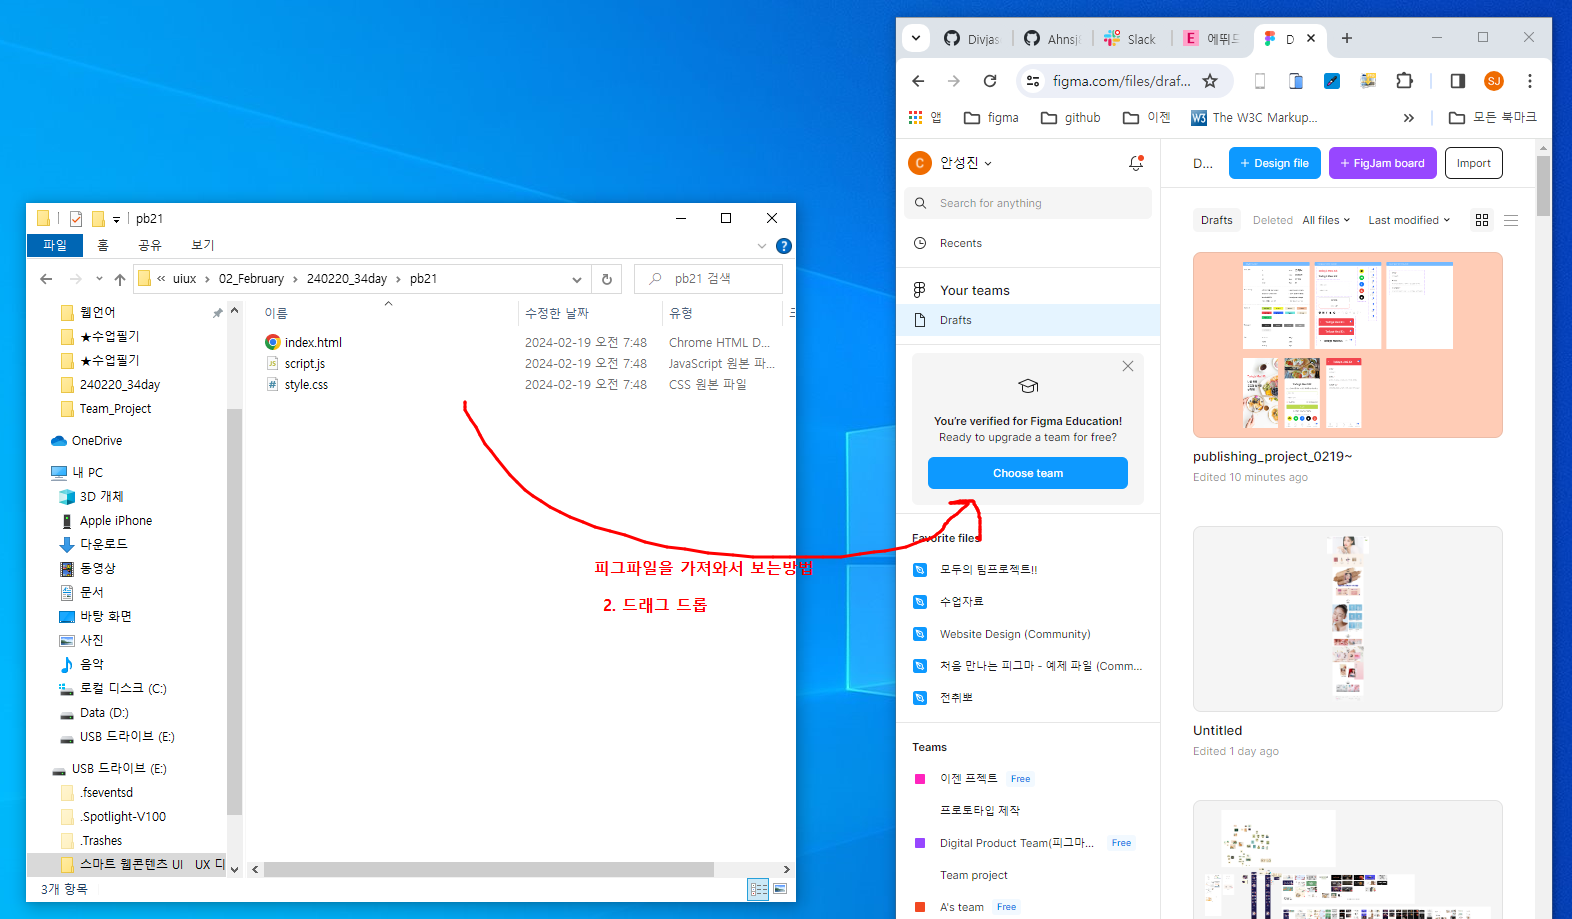 pb21
파일
홈
공유
보기
?
« uiux › 02_February › 240220_34day › pb21
pb21 검색
웹언어
★수업필기
★수업필기
240220_34day
Team_Project
OneDrive
내 PC
3D 개체
Apple iPhone
다운로드
동영상
문서
바탕 화면
사진
음악
로컬 디스크 (C:)
Data (D:)
USB 드라이브 (E:)
USB 드라이브 (E:)
.fseventsd
.Spotlight-V100
.Trashes
스마트 웹콘텐츠 UI UX 디
이름
수정한 날짜
유형
index.html
2024-02-19 오전 7:48
Chrome HTML D...
script.js
2024-02-19 오전 7:48
JavaScript 원본 파...
style.css
2024-02-19 오전 7:48
CSS 원본 파일
3개 항목
피그파일을 가져와서 보는방법
2. 드래그 드롭
Divjas
Ahnsj
Slack
E
D
figma.com/files/draf...
SJ
앱
figma
github
이젠
W3
The W3C Markup...
»
모든 북마크
C
안성진
Search for anything
Recents
Your teams
Drafts
You're verified for Figma Education!
Ready to upgrade a team for free?
Choose team
Favorite files
모두의 팀프로젝트!!
수업자료
Website Design (Community)
처음 만나는 피그마 - 예제 파일 (Comm...
전취뽀
Teams
이젠 프젝트
Free
프로토타입 제작
Digital Product Team(피그마...
Free
Team project
A's team
Free
D...
+ Design file
+ FigJam board
Import
Drafts
Deleted
All files
Last modified
publishing_project_0219~
Edited 10 minutes ago
Untitled
Edited 1 day ago